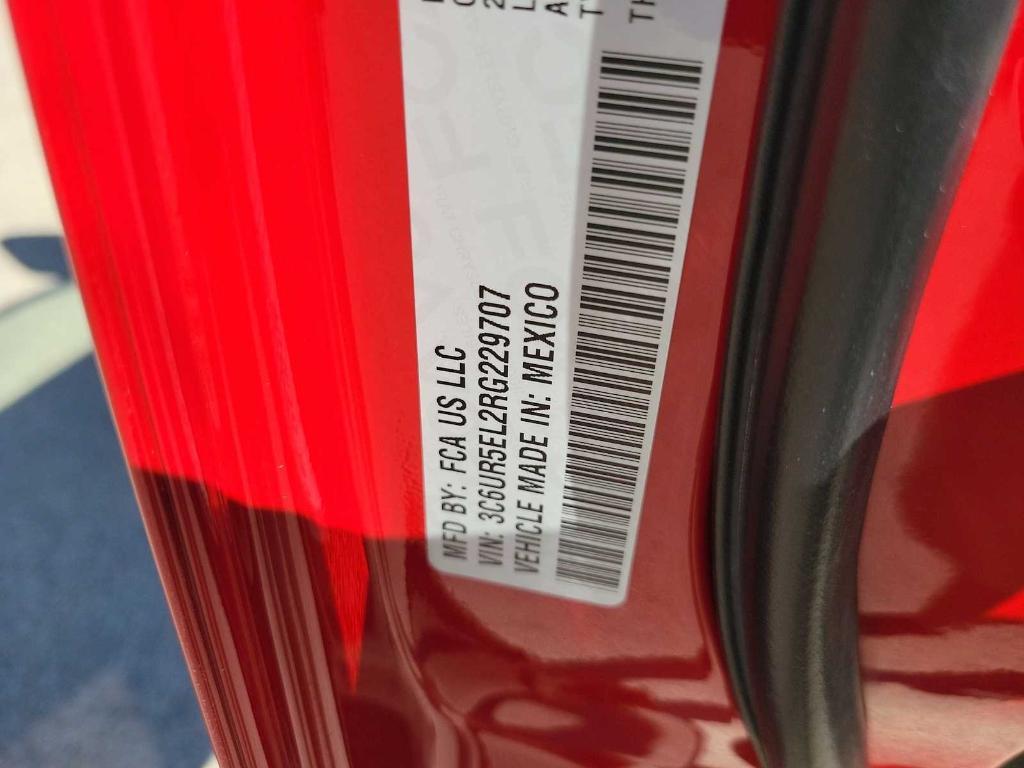 MFD BY: FCA US LLC
VIN: 3C6UR5EL2RG229707
VEHICLE MADE IN: MEXICO